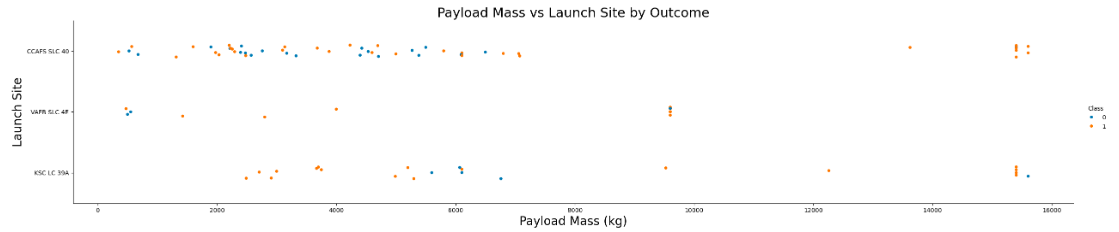 Payload Mass vs Launch Site by Outcome
Launch Site
CCAFS SLC 40
VAFB SLC 4E
KSC LC 39A
0 2000 4000 6000 8000 10000 12000 14000 16000
Payload Mass (kg)
Class
0
1